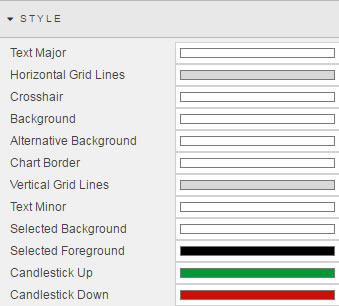 STYLE
Text Major
Horizontal Grid Lines
Crosshair
Background
Alternative Background
Chart Border
Vertical Grid Lines
Text Minor
Selected Background
Selected Foreground
Candlestick Up
Candlestick Down